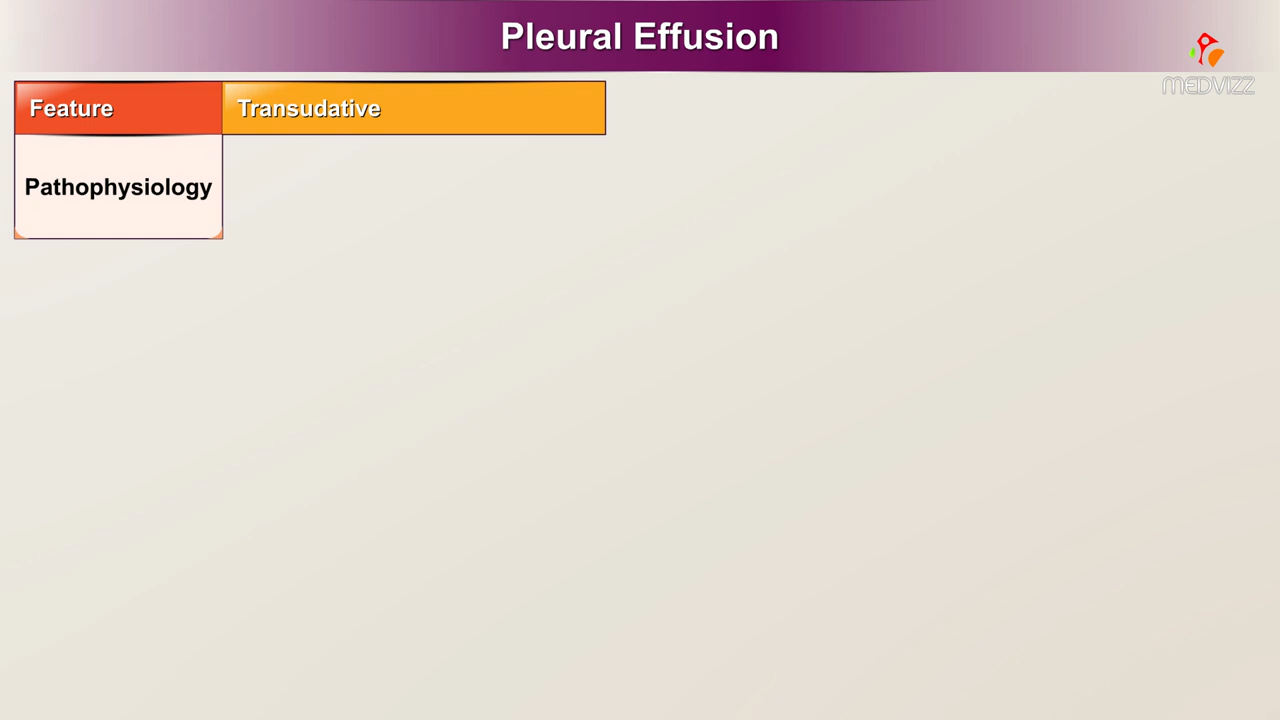 Pleural Effusion
MEDVIZZ
Feature
Transudative
Pathophysiology